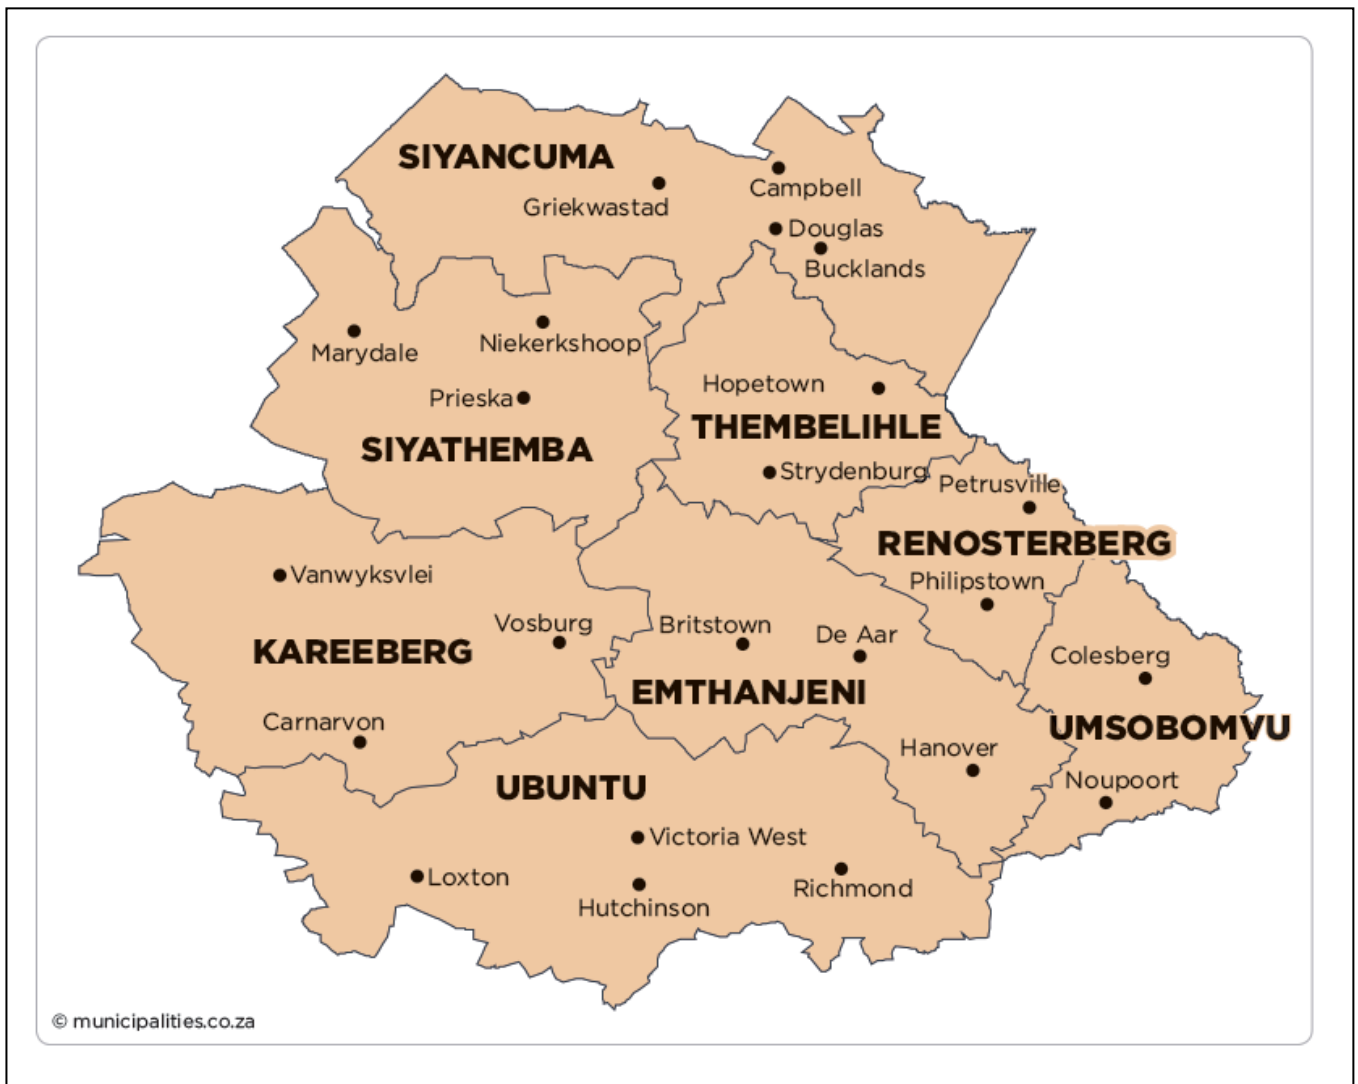 SIYANCUMA
Campbell
Griekwastad
Douglas
Bucklands
Marydale
Niekerkshoop
Prieska
Hopetown
THEMBELIHLE
SIYATHEMBA
Strydenburg
Petrusville
RENOSTERBERG
Vanwyksvlei
Philipstown
Vosburg
Britstown
De Aar
KAREEBERG
Colesberg
EMTHANJENI
Carnarvon
UMSOBOMVU
Hanover
UBUNTU
Noupoort
Victoria West
Loxton
Richmond
Hutchinson
© municipalities.co.za